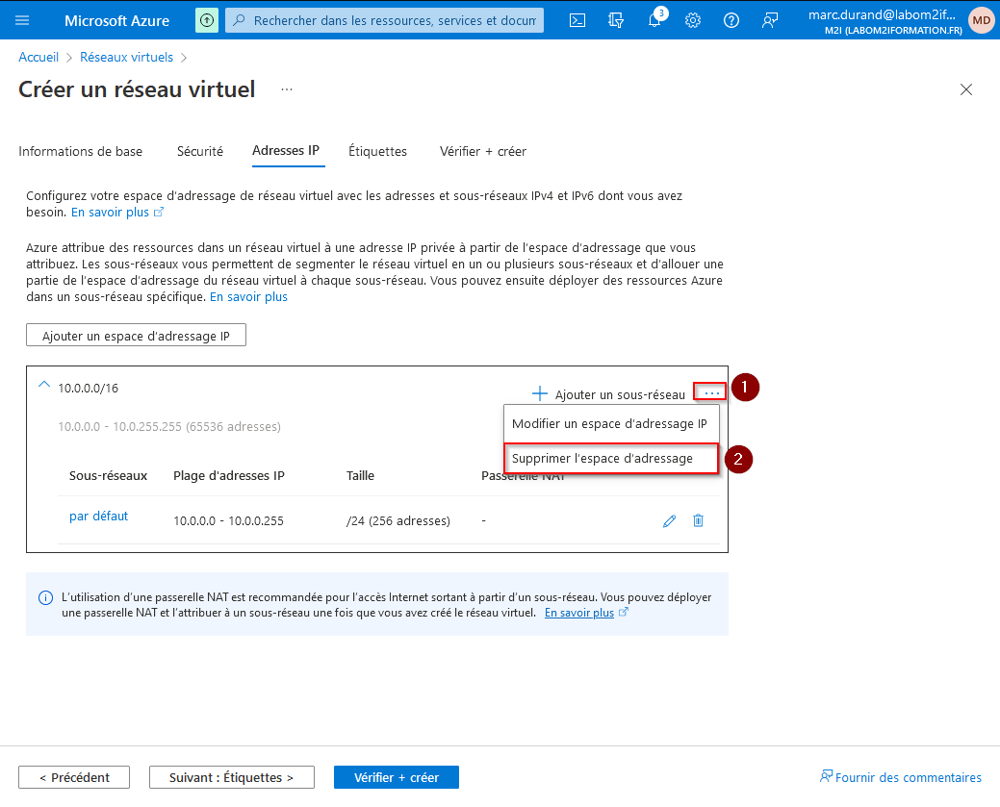 Microsoft Azure
Rechercher dans les ressources, services et docum
3
marc.durand@labom2if...
M2I (LABOM2IFORMATION.FR)
MD
Accueil > Réseaux virtuels >
Créer un réseau virtuel ...
Informations de base Sécurité Adresses IP Étiquettes Vérifier + créer
Configurez votre espace d'adressage de réseau virtuel avec les adresses et sous-réseaux IPv4 et IPv6 dont vous avez
besoin. En savoir plus
Azure attribue des ressources dans un réseau virtuel à une adresse IP privée à partir de l'espace d'adressage que vous
attribuez. Les sous-réseaux vous permettent de segmenter le réseau virtuel en un ou plusieurs sous-réseaux et d'allouer une
partie de l'espace d'adressage du réseau virtuel à chaque sous-réseau. Vous pouvez ensuite déployer des ressources Azure
dans un sous-réseau spécifique. En savoir plus
Ajouter un espace d'adressage IP
10.0.0.0/16
Ajouter un sous-réseau ... 1
10.0.0.0 - 10.0.255.255 (65536 adresses)
Modifier un espace d'adressage IP
Supprimer l'espace d'adressage 2
Sous-réseaux Plage d'adresses IP Taille Passerelle NAT
par défaut 10.0.0.0 - 10.0.0.255 /24 (256 adresses) -
L'utilisation d'une passerelle NAT est recommandée pour l'accès Internet sortant à partir d'un sous-réseau. Vous pouvez déployer
une passerelle NAT et l'attribuer à un sous-réseau une fois que vous avez créé le réseau virtuel. En savoir plus
< Précédent Suivant : Étiquettes > Vérifier + créer Fournir des commentaires